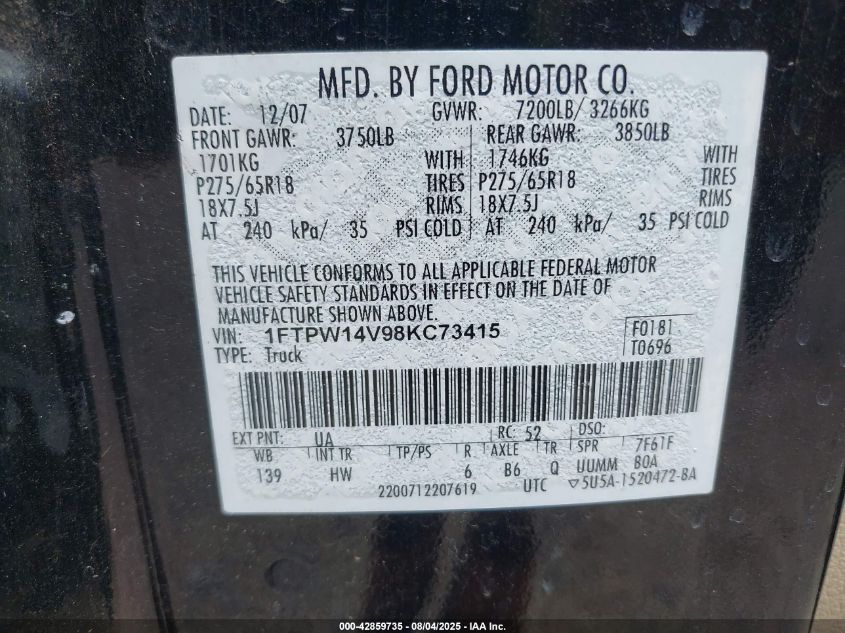 MFD. BY FORD MOTOR CO.
DATE: 12/07 GVWR: 7200LB/ 3266KG
FRONT GAWR: 3750LB REAR GAWR: 3850LB
1701KG WITH 1746KG WITH
P275/65R18 TIRES P275/65R18 TIRES
18X7.5J RIMS 18X7.5J RIMS
AT 240 kPa/ 35 PSI COLD AT 240 kPa/ 35 PSI COLD
THIS VEHICLE CONFORMS TO ALL APPLICABLE FEDERAL MOTOR
VEHICLE SAFETY STANDARDS IN EFFECT ON THE DATE OF
MANUFACTURE SHOWN ABOVE.
VIN: 1FTPW14V98KC73415 F0181
TYPE: Truck T0696
EXT PNT: UA RC: 52 DSO:
WB INT TR TP/PS R AXLE TR SPR 7F61F
139 HW 6 B6 Q UUMM BOA
2200712207619 UTC ▽5U5A-1520472-BA
000-42859735 - 08/04/2025 - IAA Inc.